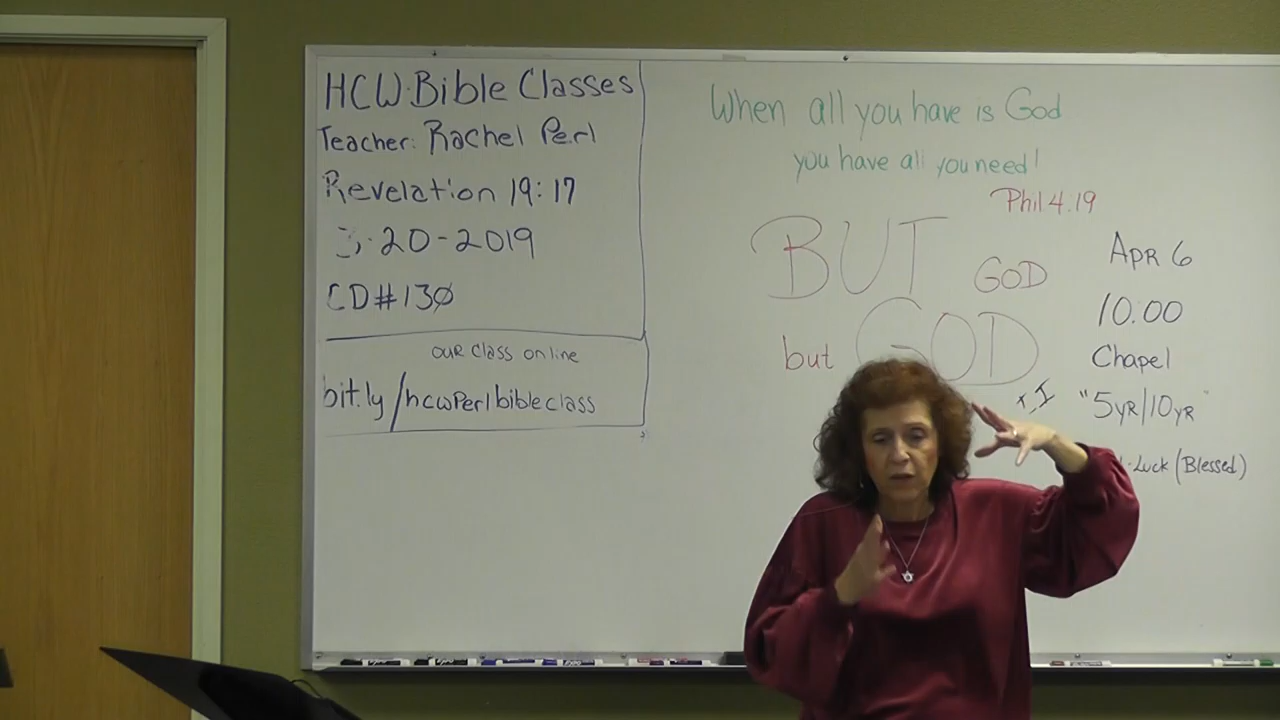 HCW Bible Classes
Teacher: Rachel Perl
Revelation 19:17
3-20-2019
CD#130
our class online
bit.ly/hcwPerlbibleclass
When all you have is God
you have all you need!
Phil 4:19
BUT
GOD
but GOD
Apr 6
10:00
Chapel
"5yr/10yr"
Luck (Blessed)